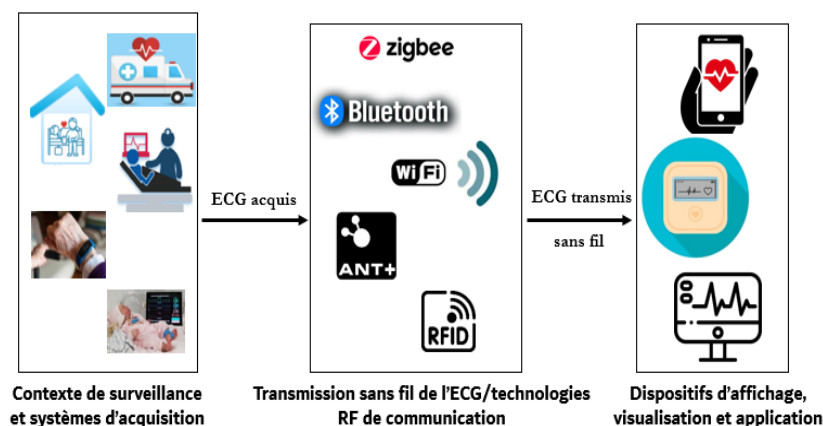 zigbee
Bluetooth
WiFi
ANT+
RFID
ECG acquis
ECG transmis
sans fil
Contexte de surveillance
et systèmes d'acquisition
Transmission sans fil de l'ECG/technologies
RF de communication
Dispositifs d'affichage,
visualisation et application